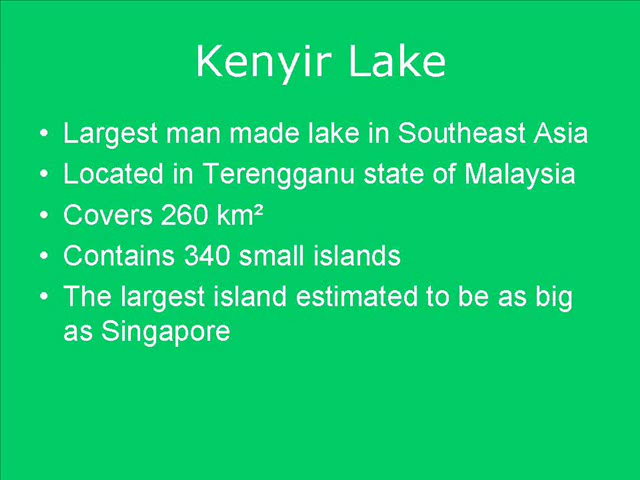 Kenyir Lake
• Largest man made lake in Southeast Asia
• Located in Terengganu state of Malaysia
• Covers 260 km²
• Contains 340 small islands
• The largest island estimated to be as big
as Singapore